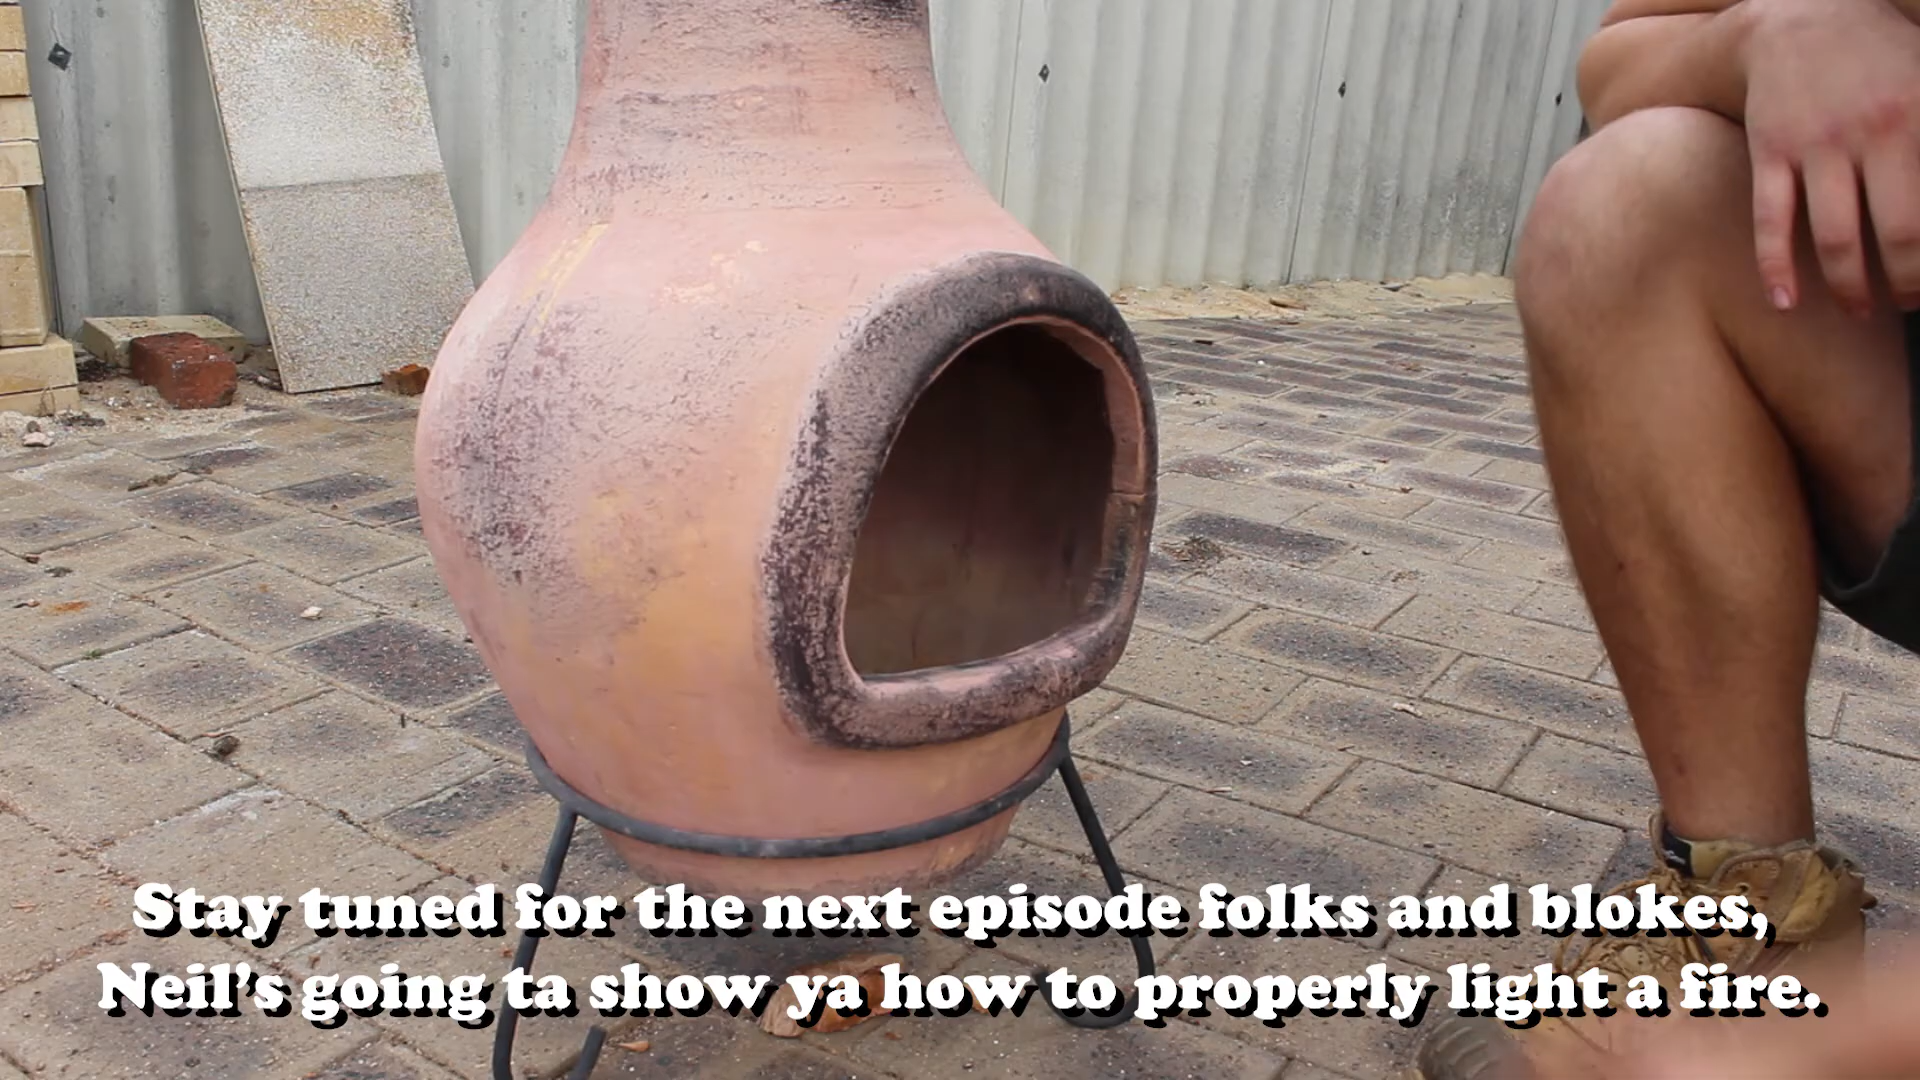 Stay tuned for the next episode folks and blokes,
Neil's going ta show ya how to properly light a fire.